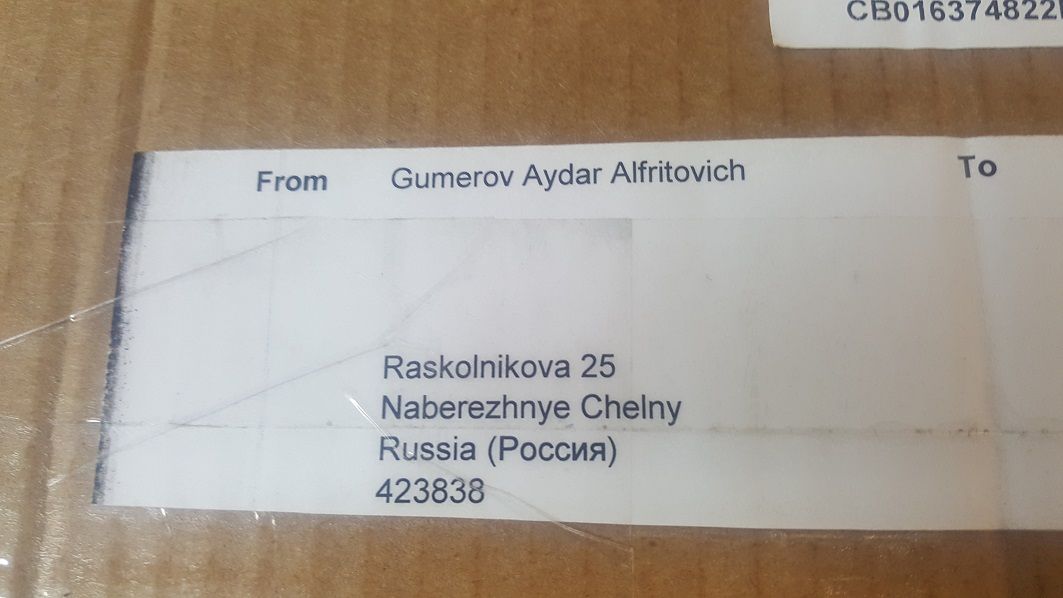 CB016374822
From Gumerov Aydar Alfritovich To
Raskolnikova 25
Naberezhnye Chelny
Russia (Россия)
423838